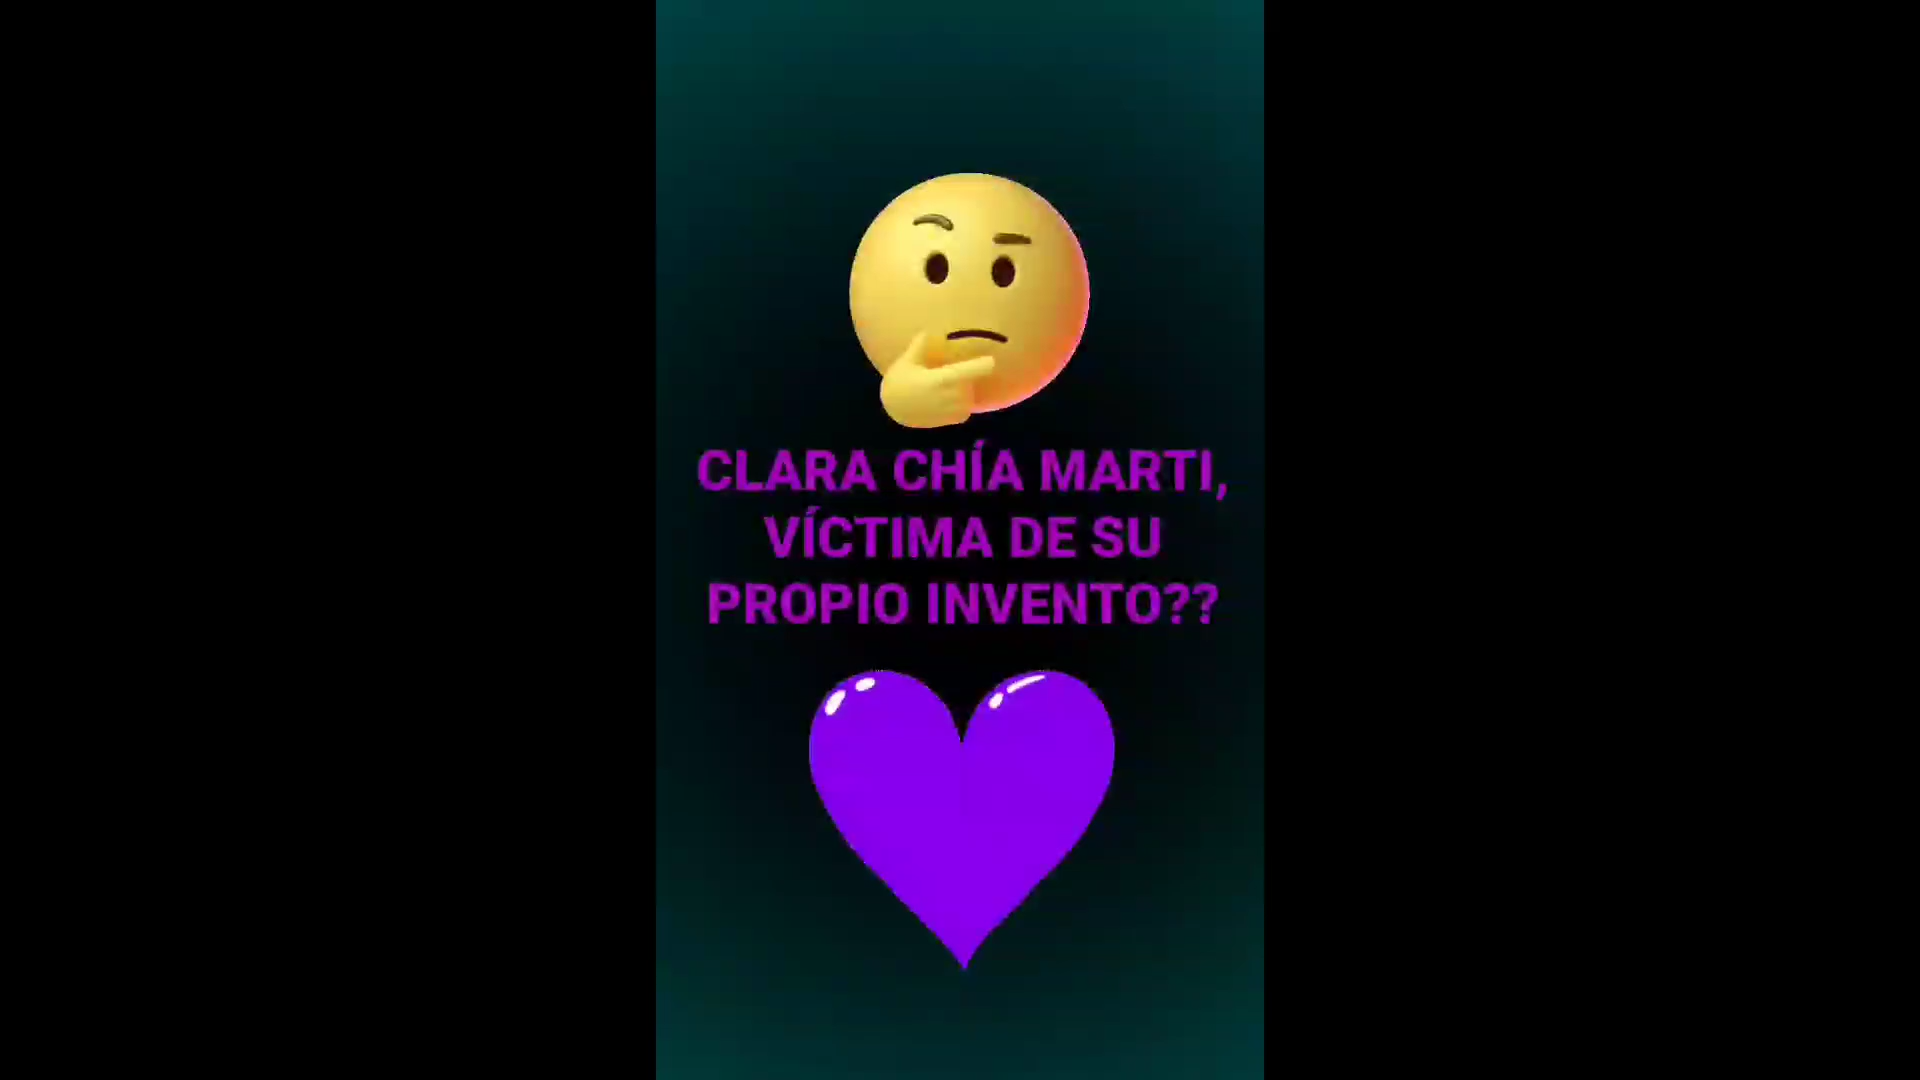 CLARA CHÍA MARTI,
VÍCTIMA DE SU
PROPIO INVENTO??